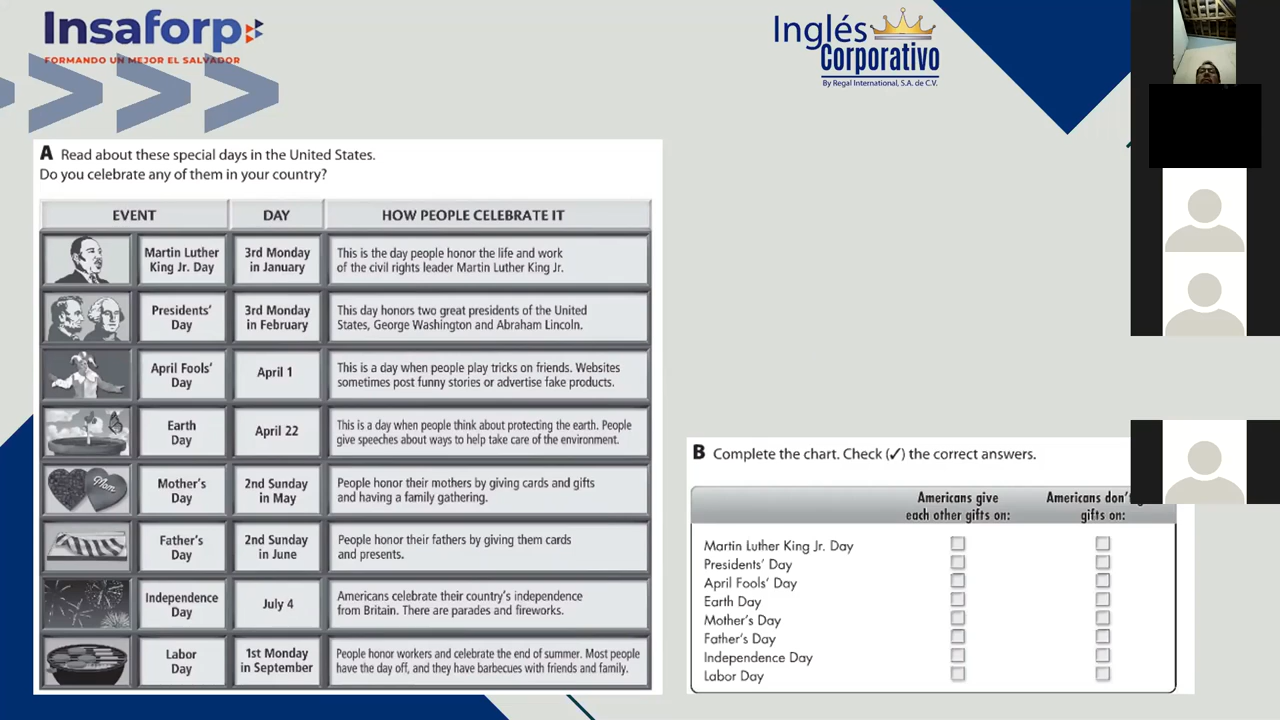 Insaforp
FORMANDO UN MEJOR EL SALVADOR
Inglés
Corporativo
By Regal International, S.A. de C.V.
A Read about these special days in the United States.
Do you celebrate any of them in your country?
EVENT DAY HOW PEOPLE CELEBRATE IT
Martin Luther
King Jr. Day
3rd Monday
in January
This is the day people honor the life and work
of the civil rights leader Martin Luther King Jr.
Presidents'
Day
3rd Monday
in February
This day honors two great presidents of the United
States, George Washington and Abraham Lincoln.
April Fools'
Day
April 1
This is a day when people play tricks on friends. Websites
sometimes post funny stories or advertise fake products.
Earth
Day
April 22
This is a day when people think about protecting the earth. People
give speeches about ways to help take care of the environment.
Mom
Mother's
Day
2nd Sunday
in May
People honor their mothers by giving cards and gifts
and having a family gathering.
Father's
Day
2nd Sunday
in June
People honor their fathers by giving them cards
and presents.
Independence
Day
July 4
Americans celebrate their country's independence
from Britain. There are parades and fireworks.
Labor
Day
1st Monday
in September
People honor workers and celebrate the end of summer. Most people
have the day off, and they have barbecues with friends and family.
B Complete the chart. Check (✓) the correct answers.
Americans give
each other gifts on:
Americans don't
gifts on:
Martin Luther King Jr. Day
Presidents' Day
April Fools' Day
Earth Day
Mother's Day
Father's Day
Independence Day
Labor Day